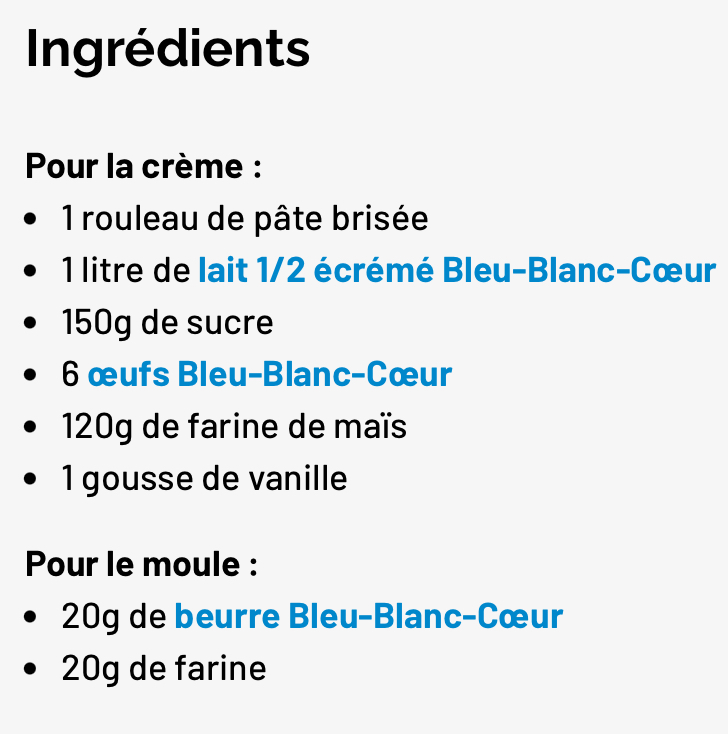 Ingrédients
Pour la crème :
• 1 rouleau de pâte brisée
• 1 litre de lait 1/2 écrémé Bleu-Blanc-Cœur
• 150g de sucre
• 6 œufs Bleu-Blanc-Cœur
• 120g de farine de maïs
• 1 gousse de vanille
Pour le moule :
• 20g de beurre Bleu-Blanc-Cœur
• 20g de farine